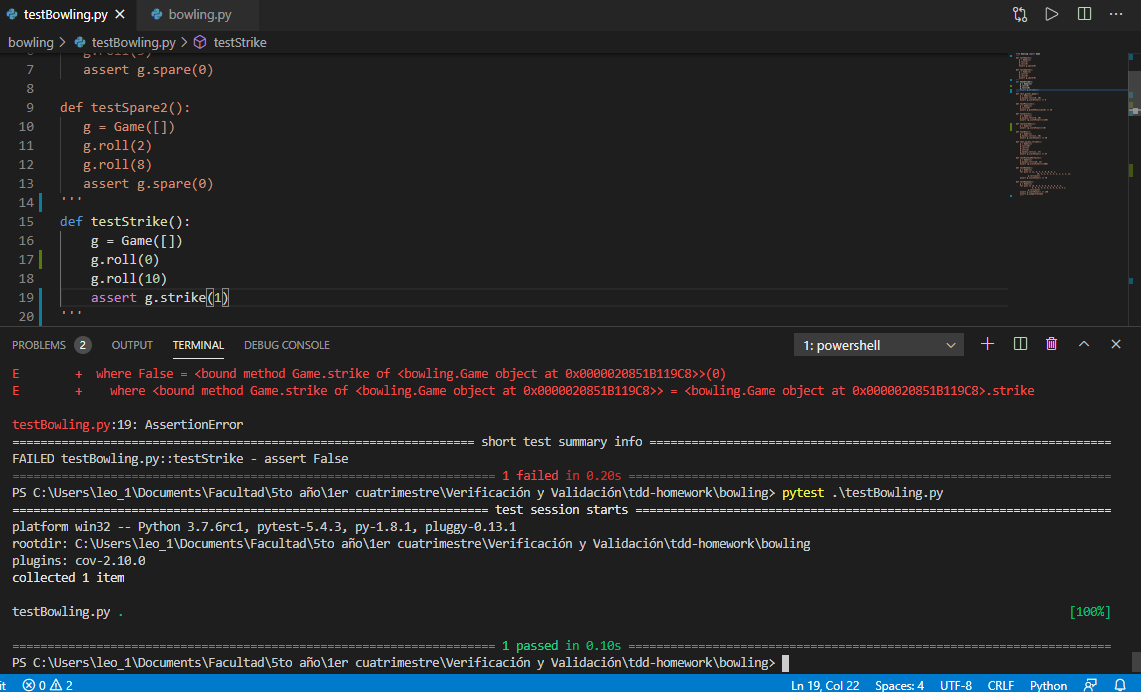 testBowling.py
bowling.py
bowling > testBowling.py > testStrike
7 assert g.spare(0)
8
9 def testSpare2():
10 g = Game([])
11 g.roll(2)
12 g.roll(8)
13 assert g.spare(0)
14 '''
15 def testStrike():
16 g = Game([])
17 g.roll(0)
18 g.roll(10)
19 assert g.strike(1)
20 '''
PROBLEMS 2 OUTPUT TERMINAL DEBUG CONSOLE 1: powershell
E + where False = <bound method Game.strike of <bowling.Game object at 0x0000020851B119C8>>(0)
E + where <bound method Game.strike of <bowling.Game object at 0x0000020851B119C8>> = <bowling.Game object at 0x0000020851B119C8>.strike
testBowling.py:19: AssertionError
short test summary info
FAILED testBowling.py::testStrike - assert False
1 failed in 0.20s
PS C:\Users\leo_1\Documents\Facultad\5to año\1er cuatrimestre\Verificación y Validación\tdd-homework\bowling> pytest .\testBowling.py
test session starts
platform win32 -- Python 3.7.6rc1, pytest-5.4.3, py-1.8.1, pluggy-0.13.1
rootdir: C:\Users\leo_1\Documents\Facultad\5to año\1er cuatrimestre\Verificación y Validación\tdd-homework\bowling
plugins: cov-2.10.0
collected 1 item
testBowling.py . [100%]
1 passed in 0.10s
PS C:\Users\leo_1\Documents\Facultad\5to año\1er cuatrimestre\Verificación y Validación\tdd-homework\bowling>
0 2 Ln 19, Col 22 Spaces: 4 UTF-8 CRLF Python